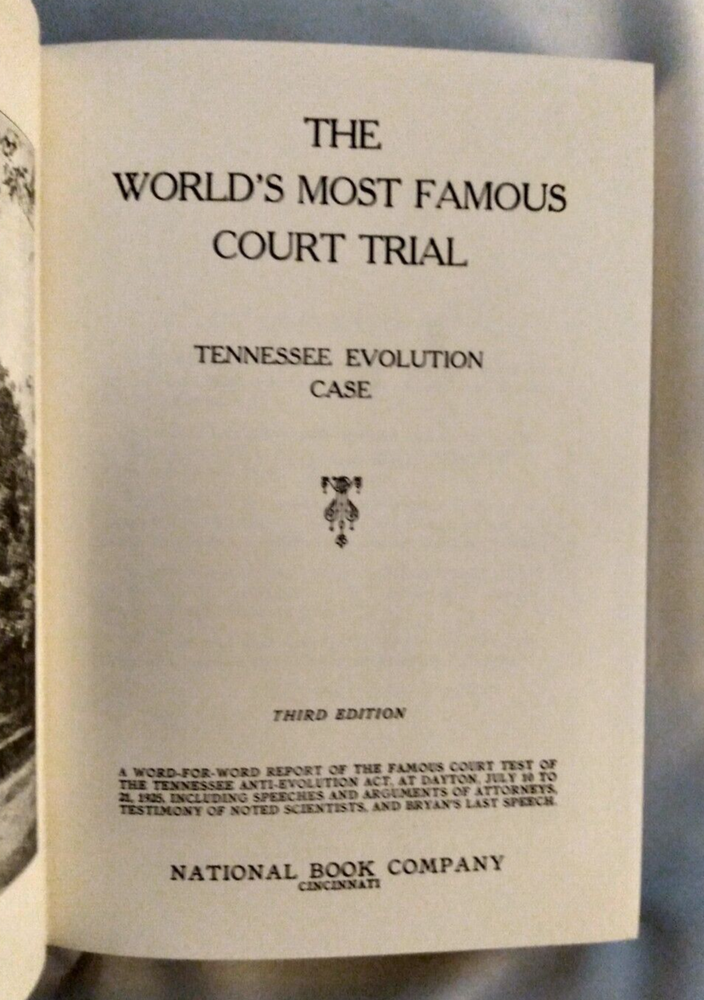 THE
WORLD'S MOST FAMOUS
COURT TRIAL
TENNESSEE EVOLUTION
CASE
THIRD EDITION
A WORD-FOR-WORD REPORT OF THE FAMOUS COURT TEST OF
THE TENNESSEE ANTI-EVOLUTION ACT, AT DAYTON, JULY 10 TO
21, 1925, INCLUDING SPEECHES AND ARGUMENTS OF ATTORNEYS,
TESTIMONY OF NOTED SCIENTISTS, AND BRYAN'S LAST SPEECH.
NATIONAL BOOK COMPANY
CINCINNATI